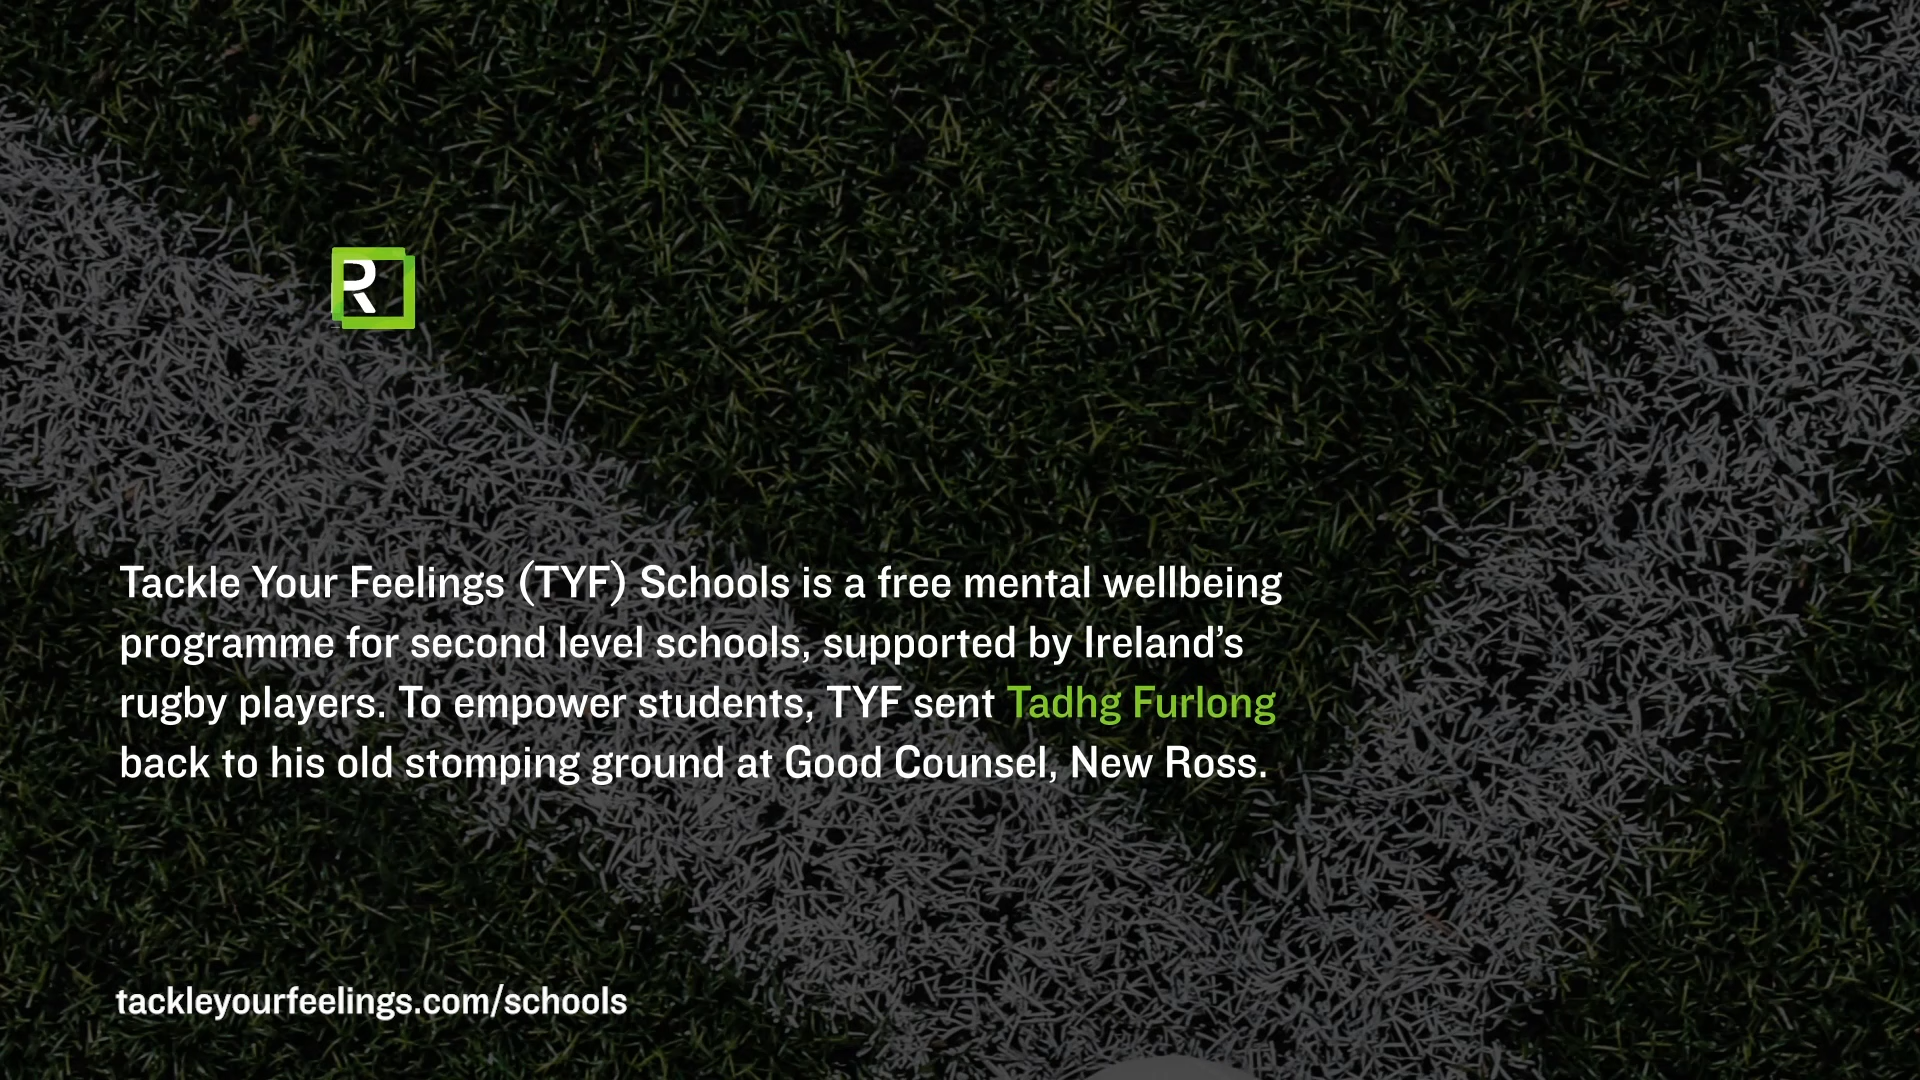 R
Tackle Your Feelings (TYF) Schools is a free mental wellbeing
programme for second level schools, supported by Ireland’s
rugby players. To empower students, TYF sent Tadhg Furlong
back to his old stomping ground at Good Counsel, New Ross.
tackleyourfeelings.com/schools